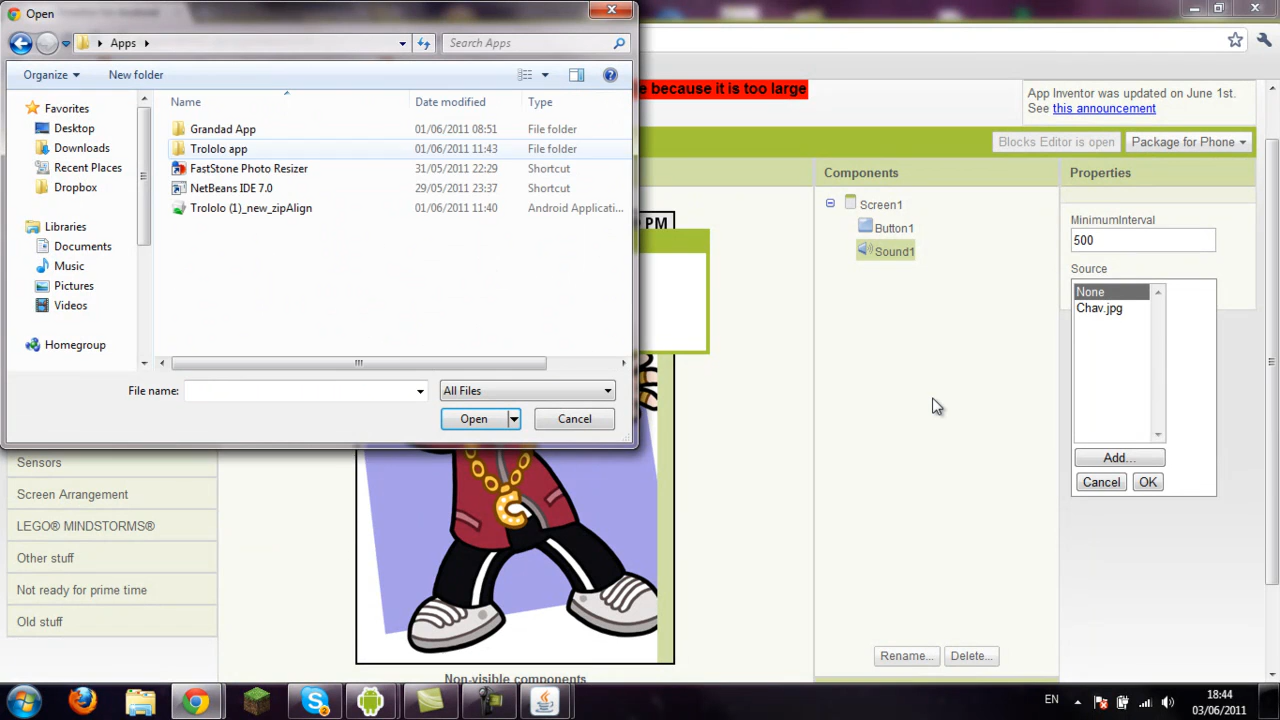 Open
Apps
Search Apps
Organize
New folder
Favorites
Desktop
Downloads
Recent Places
Dropbox
Libraries
Documents
Music
Pictures
Videos
Homegroup
Name
Date modified
Type
Grandad App
01/06/2011 08:51
File folder
Trololo app
01/06/2011 11:43
File folder
FastStone Photo Resizer
31/05/2011 22:29
Shortcut
NetBeans IDE 7.0
29/05/2011 23:37
Shortcut
Trololo (1)_new_zipAlign
01/06/2011 11:40
Android Applicati...
File name:
All Files
Open
Cancel
e because it is too large
App Inventor was updated on June 1st.
See this announcement
Blocks Editor is open
Package for Phone
Components
Screen1
Button1
Sound1
Rename...
Delete...
Properties
MinimumInterval
500
Source
None
Chav.jpg
Add...
Cancel
OK
PM
Sensors
Screen Arrangement
LEGO® MINDSTORMS®
Other stuff
Not ready for prime time
Old stuff
Non-visible components
2
EN
18:44
03/06/2011